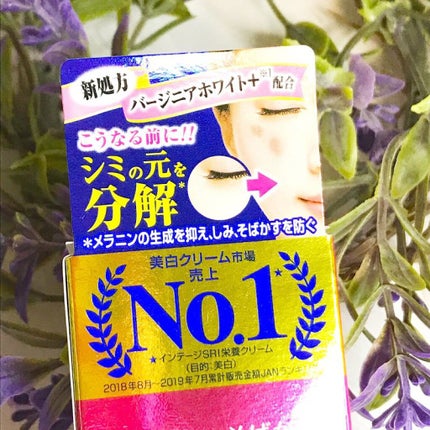 新処方
バージニアホワイト+※1配合
こうなる前に!!
シミの元を
分解*
*メラニンの生成を抑え、しみ、そばかすを防ぐ
美白クリーム市場
売上
No.1★
★インテージSRI栄養クリーム
(目的:美白)
2018年8月~2019年7月累計販売金額JANランキ